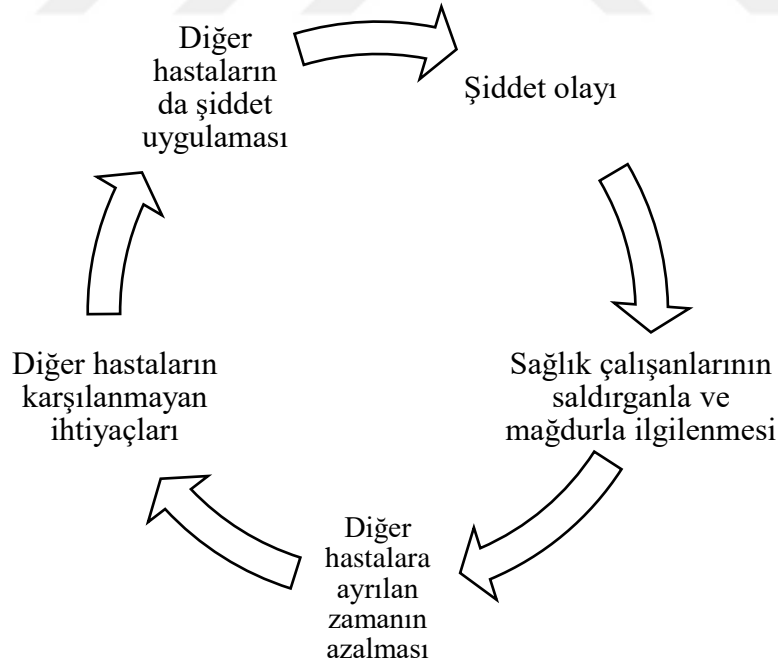 Diğer
hastaların
da şiddet
uygulaması
Şiddet olayı
Sağlık çalışanlarının
saldırganla ve
mağdurla ilgilenmesi
Diğer
hastalara
ayrılan
zamanın
azalması
Diğer hastaların
karşılanmayan
ihtiyaçları